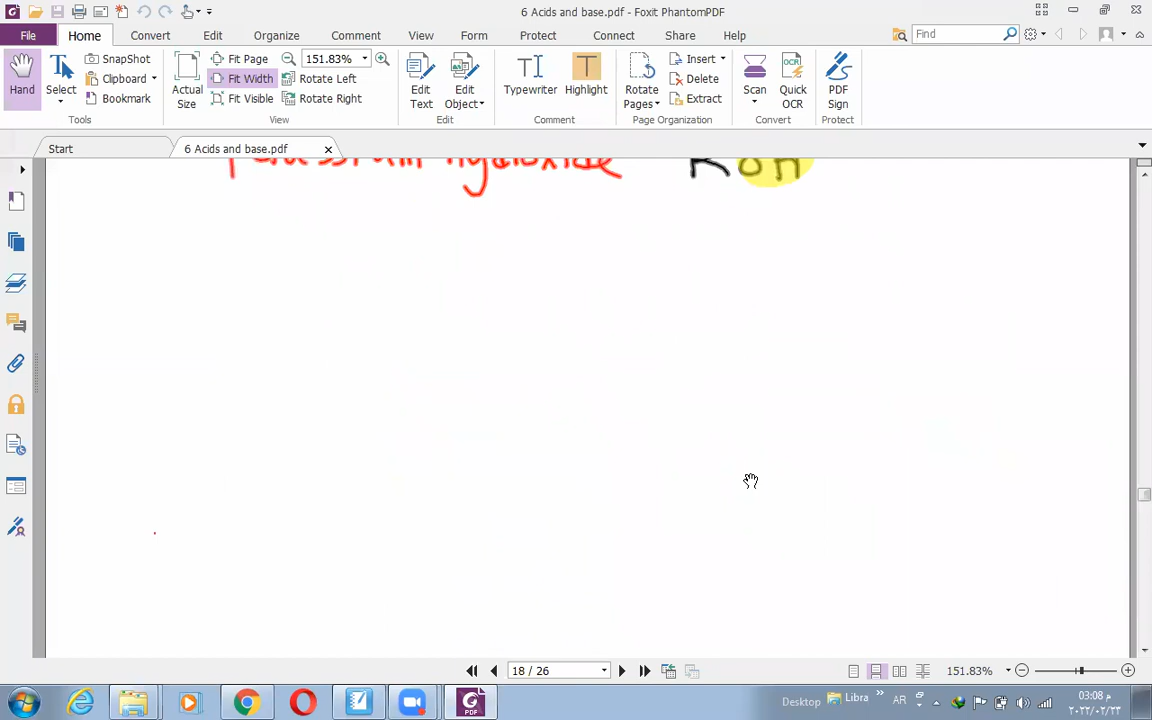 6 Acids and base.pdf - Foxit PhantomPDF
File Home Convert Edit Organize Comment View Form Protect Connect Share Help Find
SnapShot Fit Page 151.83% Rotate Left Insert
Clipboard Fit Width Delete
Bookmark Fit Visible Rotate Right Extract
Hand Select Actual Size Edit Text Edit Object Typewriter Highlight Rotate Pages Scan Quick OCR PDF Sign
Tools View Edit Comment Page Organization Convert Protect
Start 6 Acids and base.pdf
hydroxide KOH
18 / 26 151.83%
Desktop Libra AR 03:08 م
٢٠٢٢/٠٢/٢٣